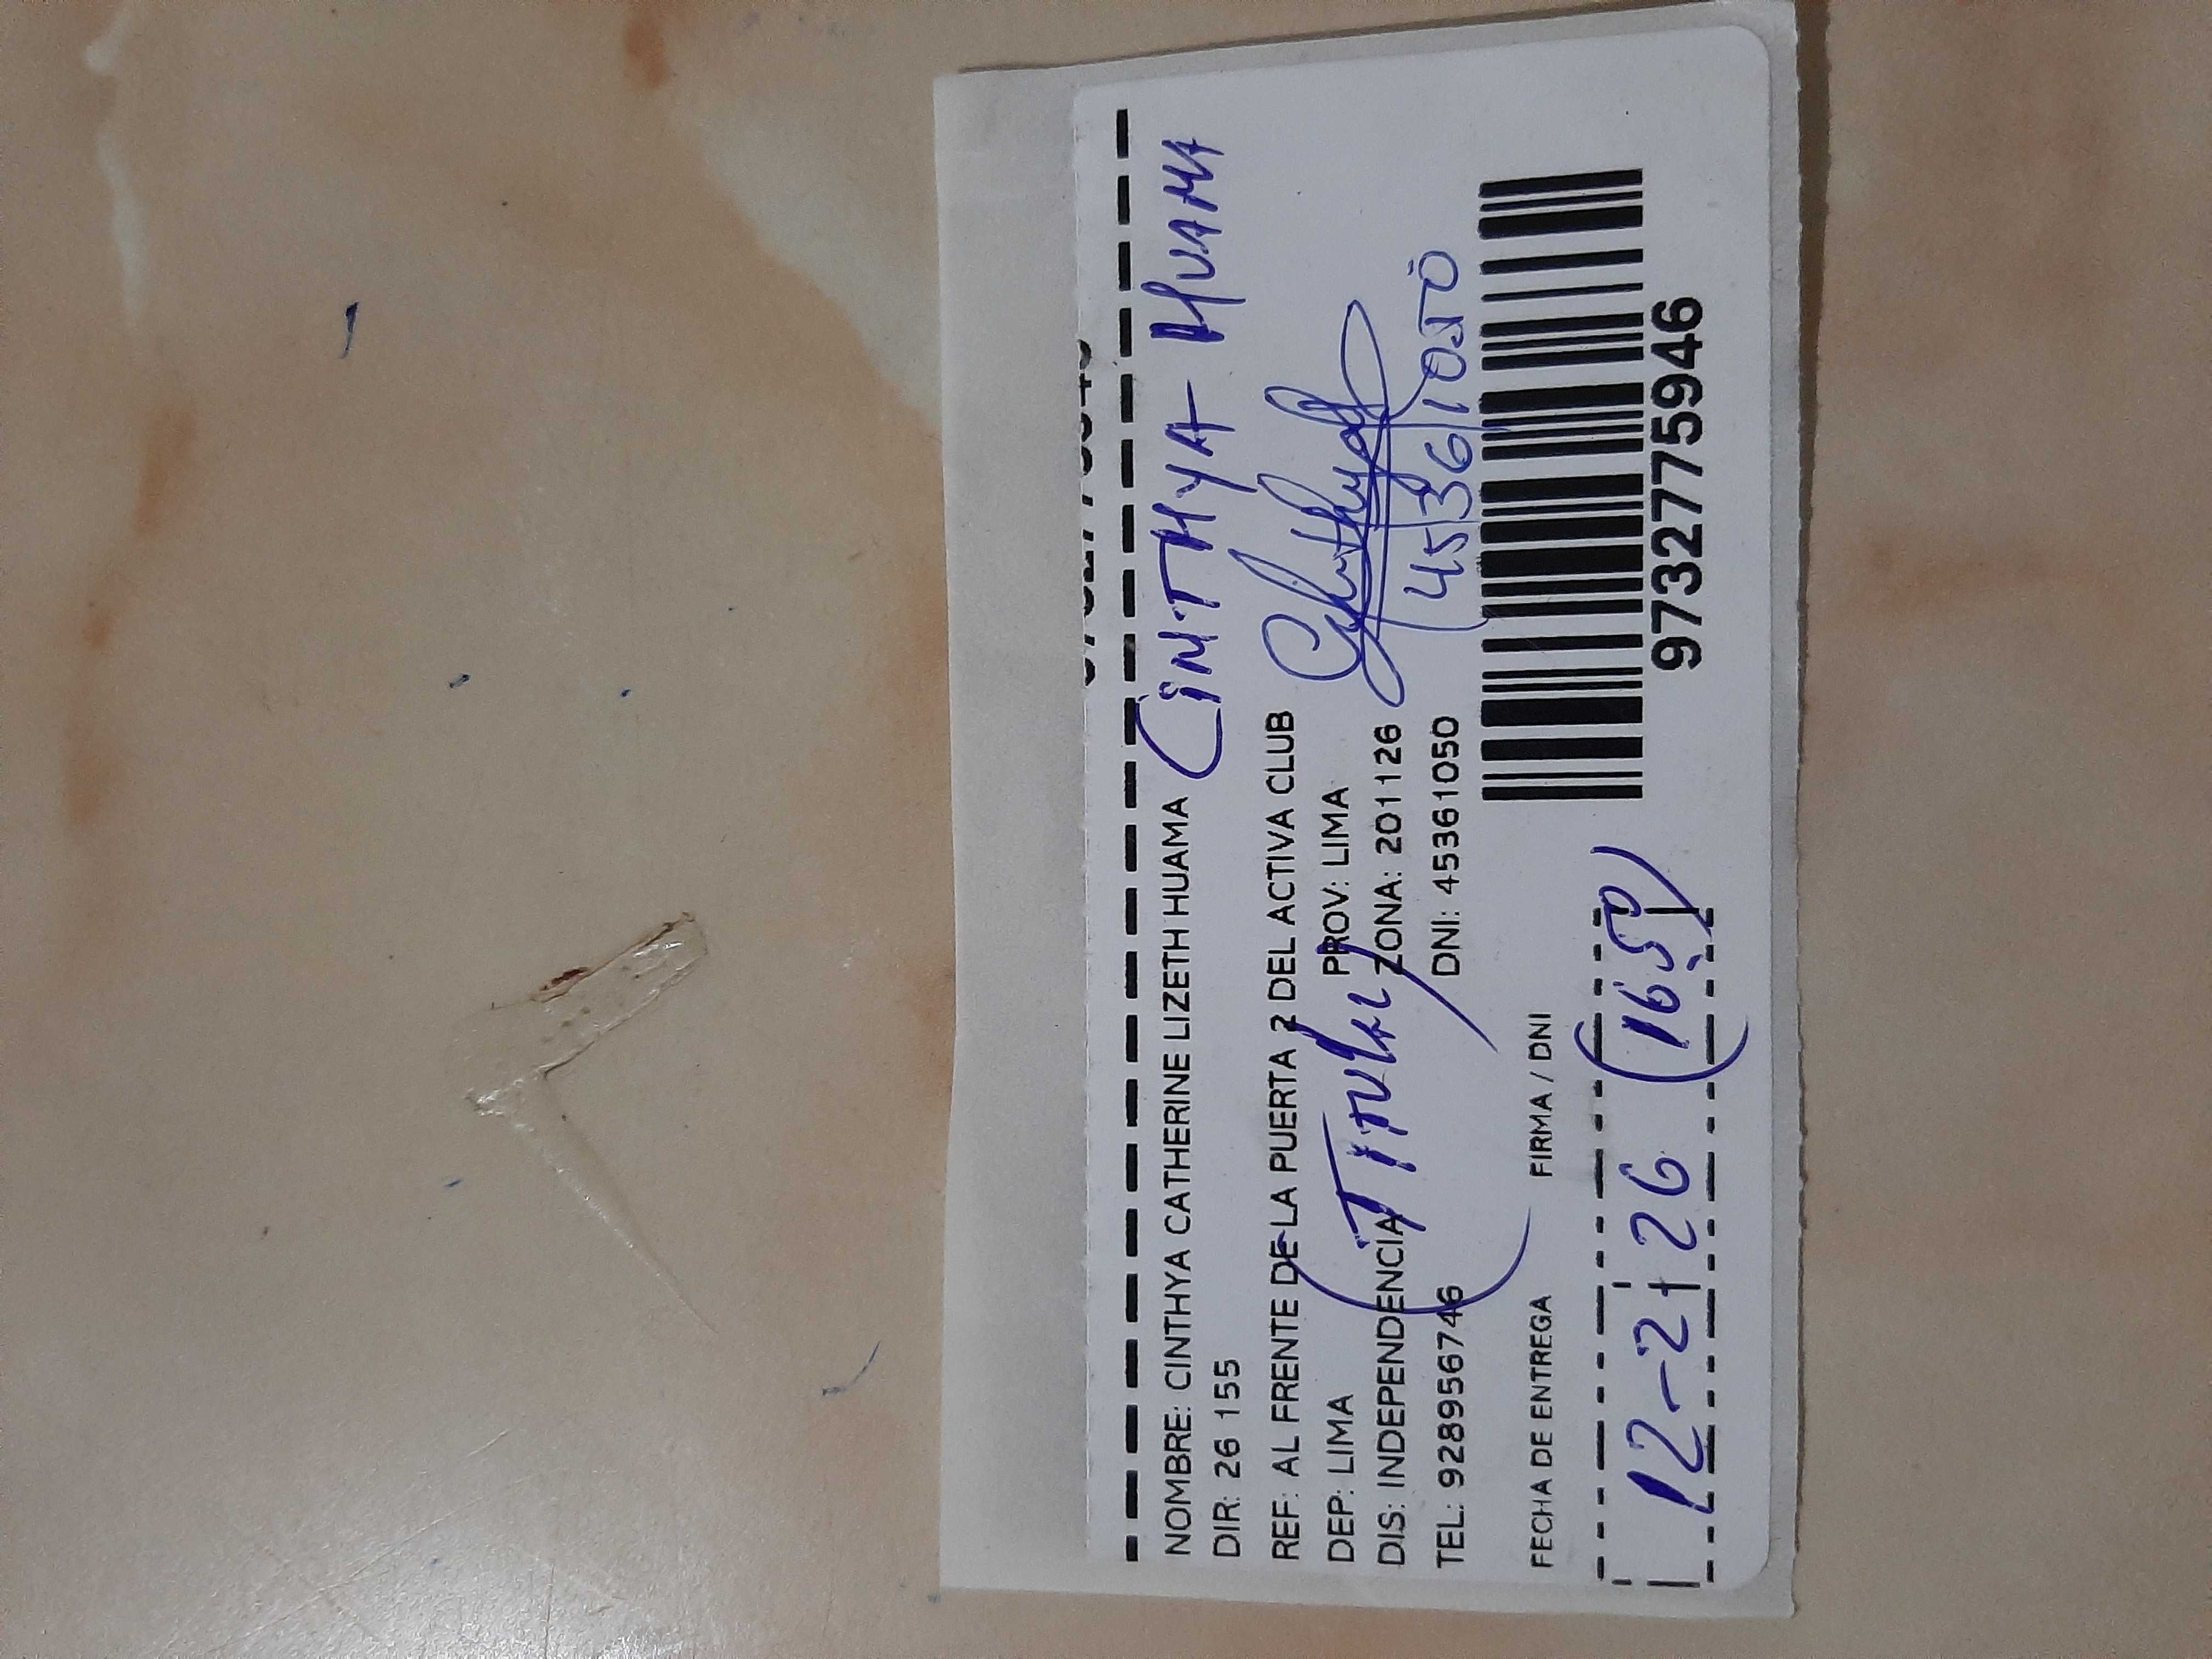 NOMBRE: CINTHYA CATHERINE LIZETH HUAMA
CINTHYA HUAMA
DIR: 26 155
REF: AL FRENTE DE LA PUERTA 2 DEL ACTIVA CLUB
DEP: LIMA PROV: LIMA
(TITULAR)
DIS: INDEPENDENCIA ZONA: 201126
TEL: 928956746 DNI: 45361050
45361050
FECHA DE ENTREGA FIRMA / DNI
12-2-26 (16:50)
9732775946